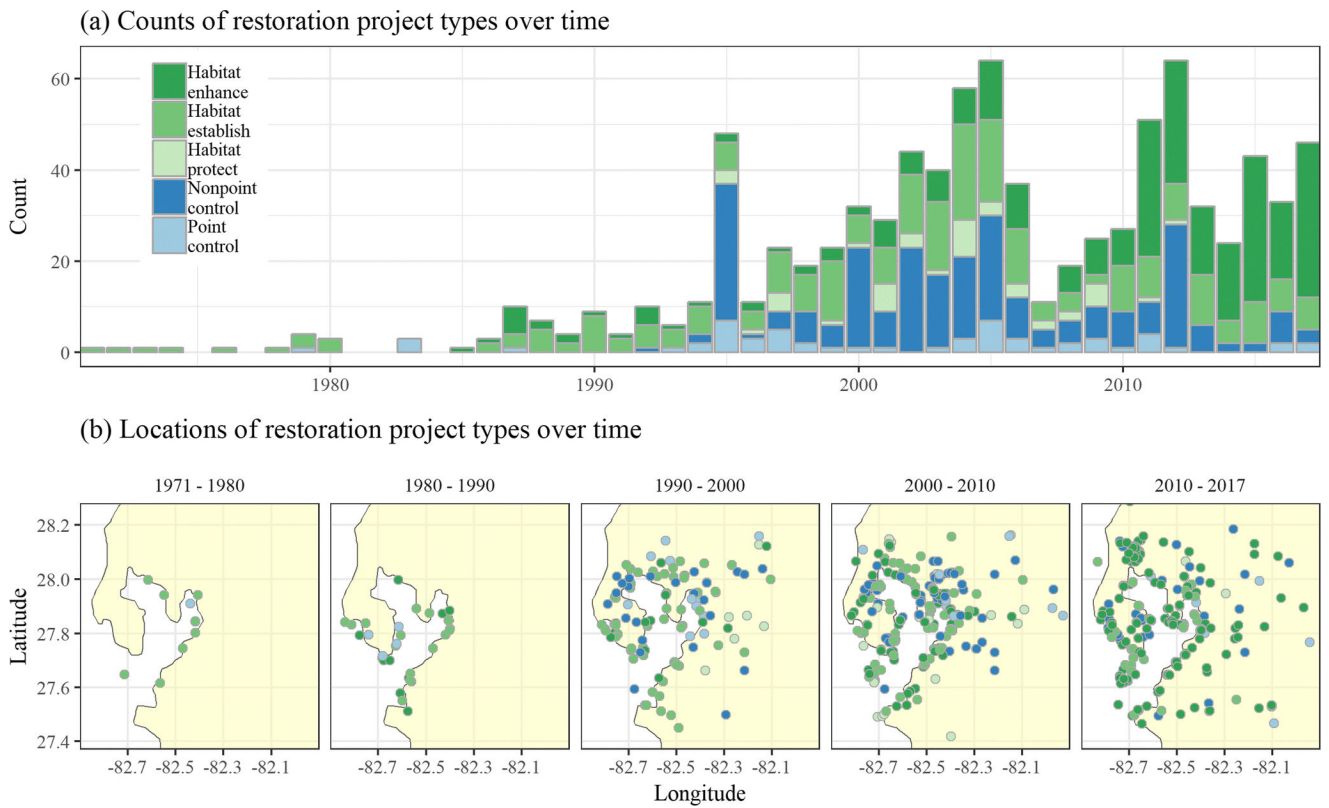 (a) Counts of restoration project types over time
60
40
20
0
Count
Habitat
enhance
Habitat
establish
Habitat
protect
Nonpoint
control
Point
control
1980
1990
2000
2010
(b) Locations of restoration project types over time
1971 - 1980
1980 - 1990
1990 - 2000
2000 - 2010
2010 - 2017
28.2
28.0
27.8
27.6
27.4
Latitude
-82.7 -82.5 -82.3 -82.1
-82.7 -82.5 -82.3 -82.1
-82.7 -82.5 -82.3 -82.1
-82.7 -82.5 -82.3 -82.1
-82.7 -82.5 -82.3 -82.1
Longitude